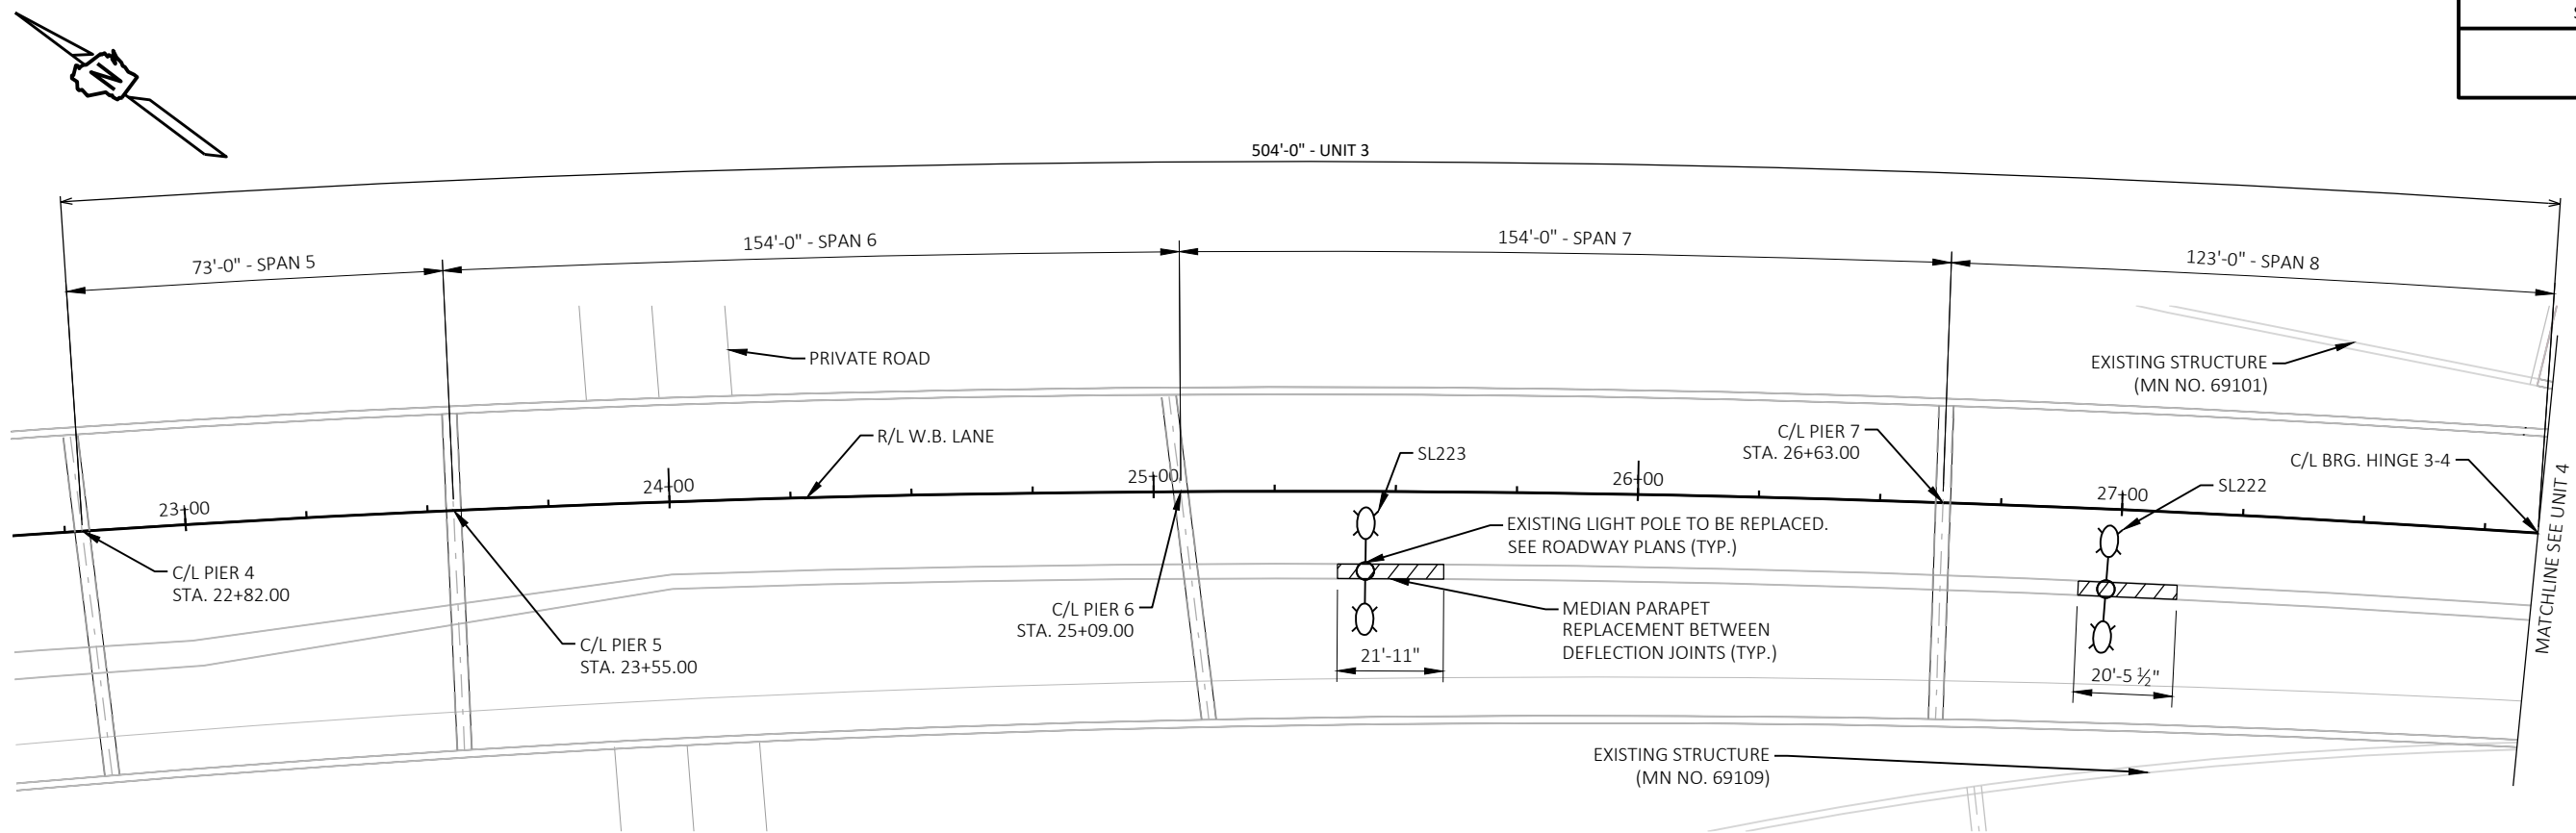 N
504'-0" - UNIT 3
73'-0" - SPAN 5
154'-0" - SPAN 6
154'-0" - SPAN 7
123'-0" - SPAN 8
PRIVATE ROAD
EXISTING STRUCTURE
(MN NO. 69101)
R/L W.B. LANE
SL223
C/L PIER 7
STA. 26+63.00
C/L BRG. HINGE 3-4
23+00
24+00
25+00
26+00
27+00
SL222
EXISTING LIGHT POLE TO BE REPLACED.
SEE ROADWAY PLANS (TYP.)
C/L PIER 4
STA. 22+82.00
C/L PIER 5
STA. 23+55.00
C/L PIER 6
STA. 25+09.00
MEDIAN PARAPET
REPLACEMENT BETWEEN
DEFLECTION JOINTS (TYP.)
21'-11"
20'-5 ½"
MATCHLINE SEE UNIT 4
EXISTING STRUCTURE
(MN NO. 69109)